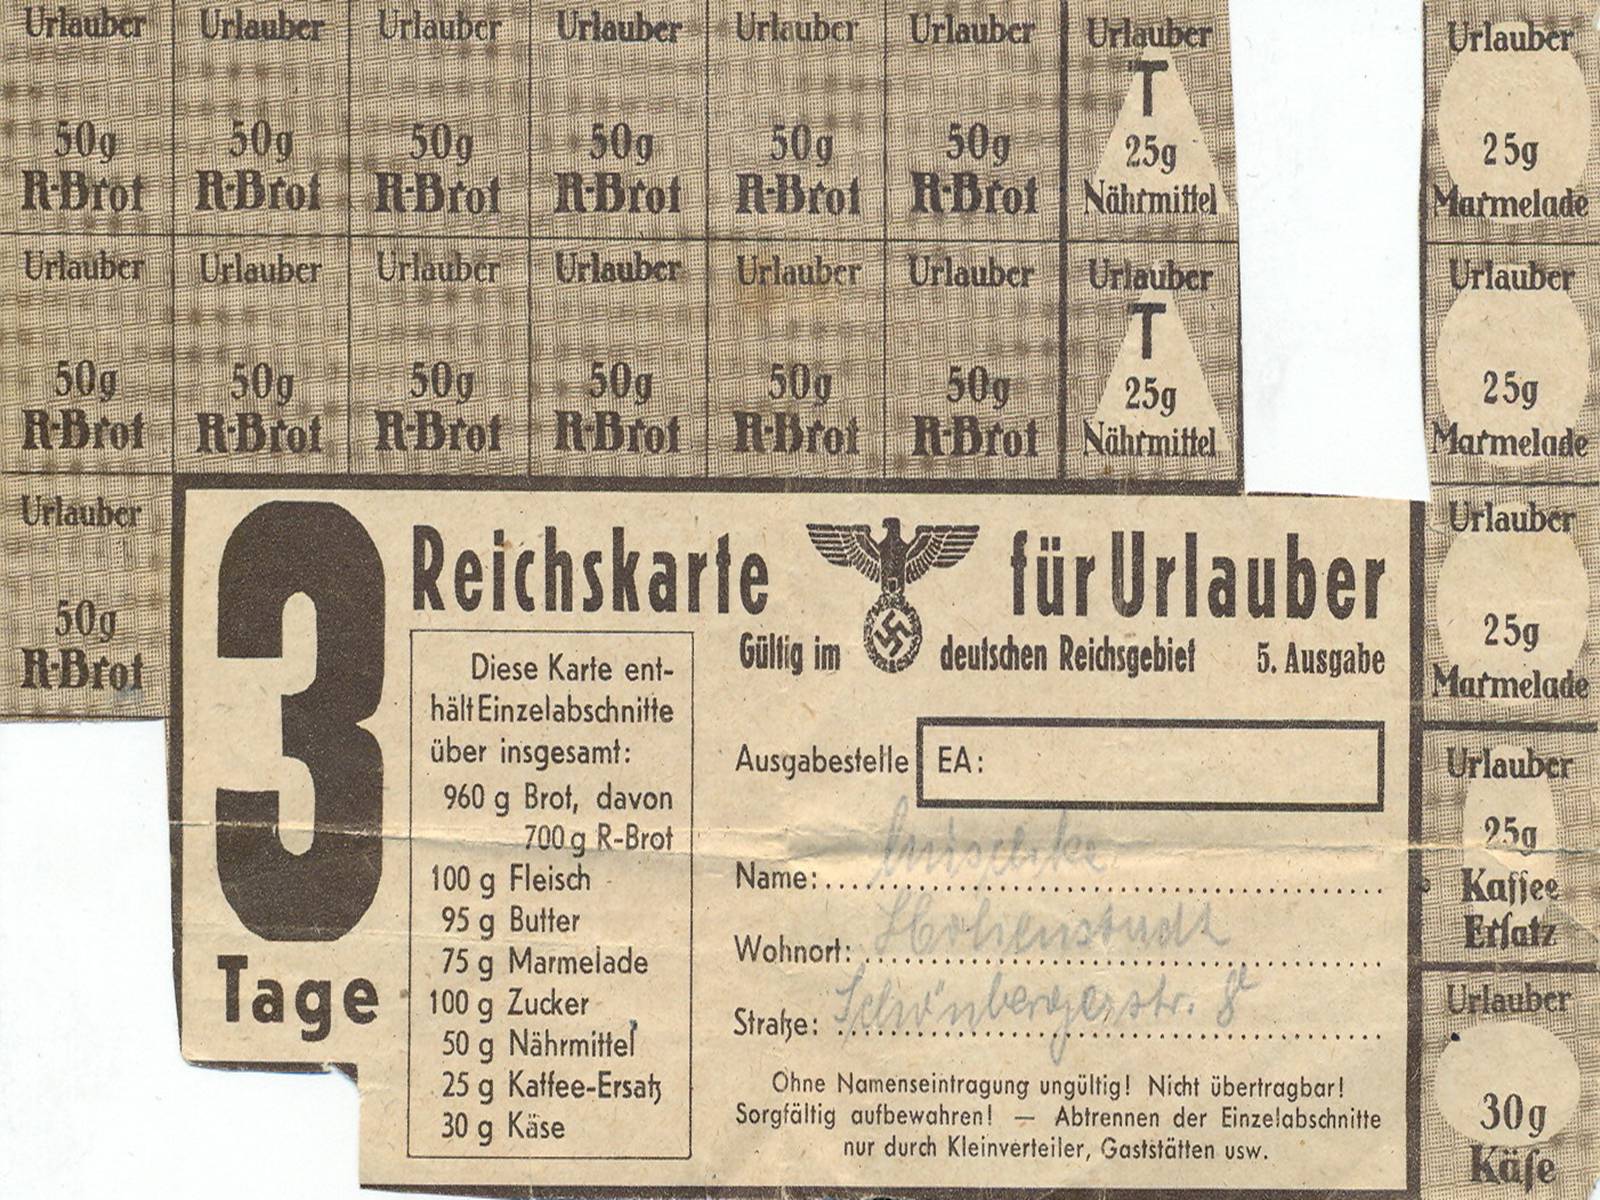 Urlauber Urlauber Urlauber Urlauber Urlauber Urlauber Urlauber Urlauber
T
50g 50g 50g 50g 50g 50g 25g 25g
R-Brot R-Brot R-Brot R-Brot R-Brot R-Brot Nährmittel Marmelade
Urlauber Urlauber Urlauber Urlauber Urlauber Urlauber Urlauber Urlauber
T
50g 50g 50g 50g 50g 50g 25g 25g
R-Brot R-Brot R-Brot R-Brot R-Brot R-Brot Nährmittel Marmelade
Urlauber
50g
R-Brot
3
Tage
Reichskarte für Urlauber
Gültig im deutschen Reichsgebiet 5. Ausgabe
Diese Karte ent-
hält Einzelabschnitte
über insgesamt:
960 g Brot, davon
700 g R-Brot
100 g Fleisch
95 g Butter
75 g Marmelade
100 g Zucker
50 g Nährmittel
25 g Kaffee-Ersatz
30 g Käse
Ausgabestelle EA:
Name:
Wohnort: Hohenstadt
Straße: Schönbergerstr. 8
Ohne Namenseintragung ungültig! Nicht übertragbar!
Sorgfältig aufbewahren! — Abtrennen der Einzelabschnitte
nur durch Kleinverteiler, Gaststätten usw.
Urlauber
25g
Marmelade
Urlauber
25g
Kaffee
Ersatz
Urlauber
30g
Käse